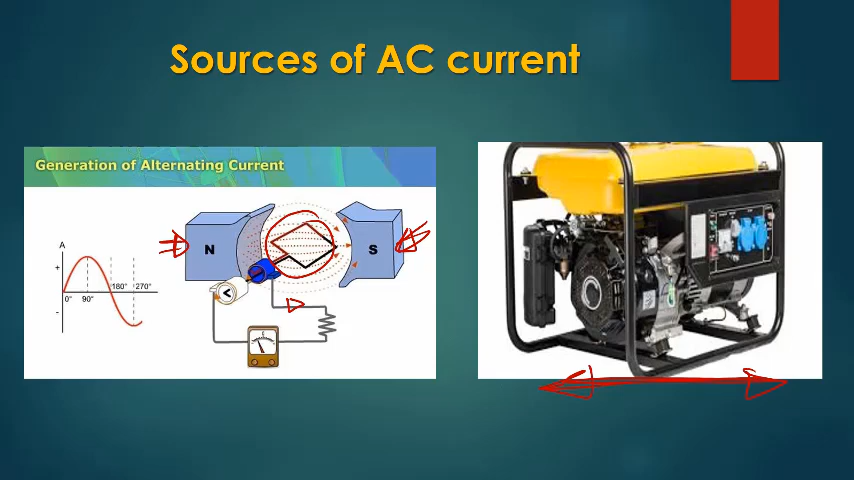 Sources of AC current
Generation of Alternating Current
A
+
0° 90° 180° 270°
-
N
S